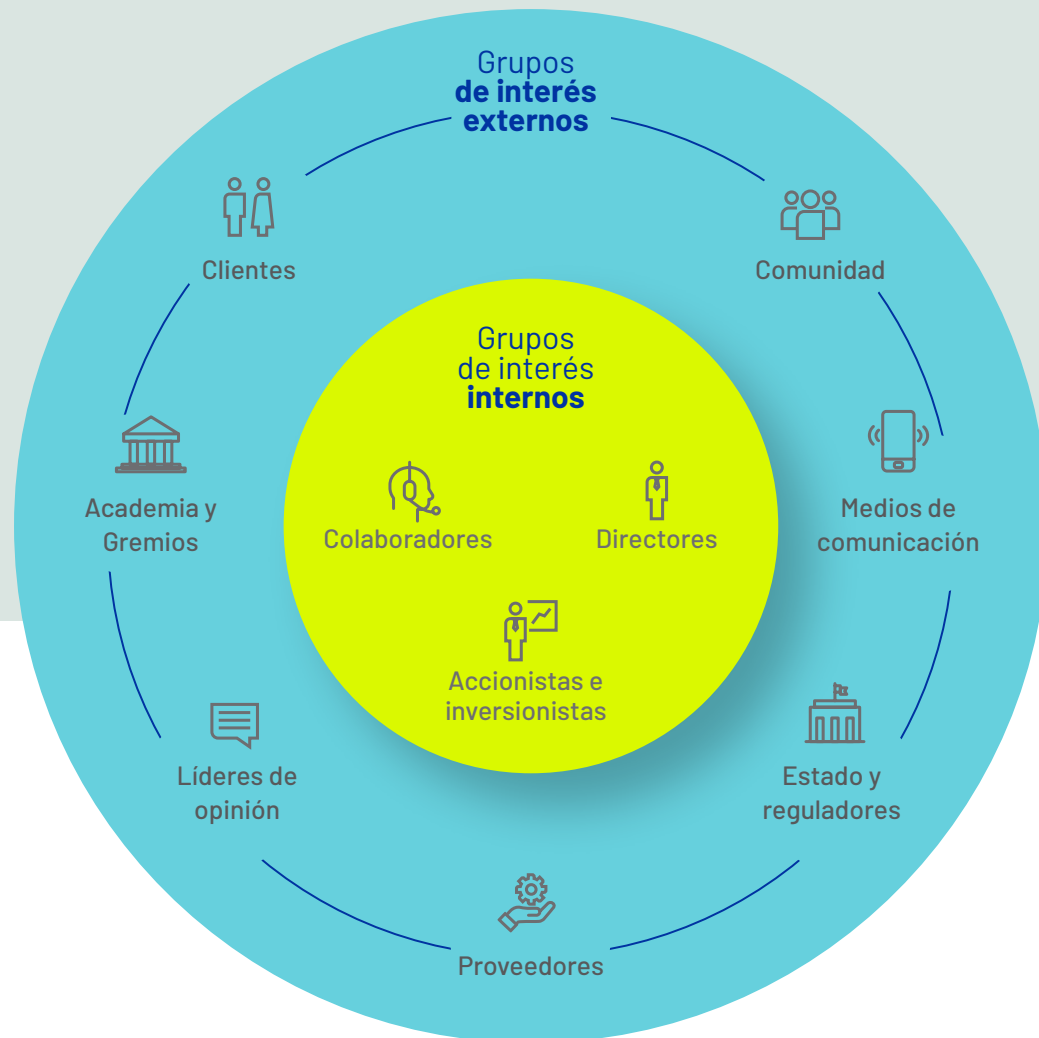 Grupos
de interés
externos
Clientes
Comunidad
Grupos
de interés
internos
Academia y
Gremios
Colaboradores
Directores
Medios de
comunicación
Accionistas e
inversionistas
Líderes de
opinión
Estado y
reguladores
Proveedores